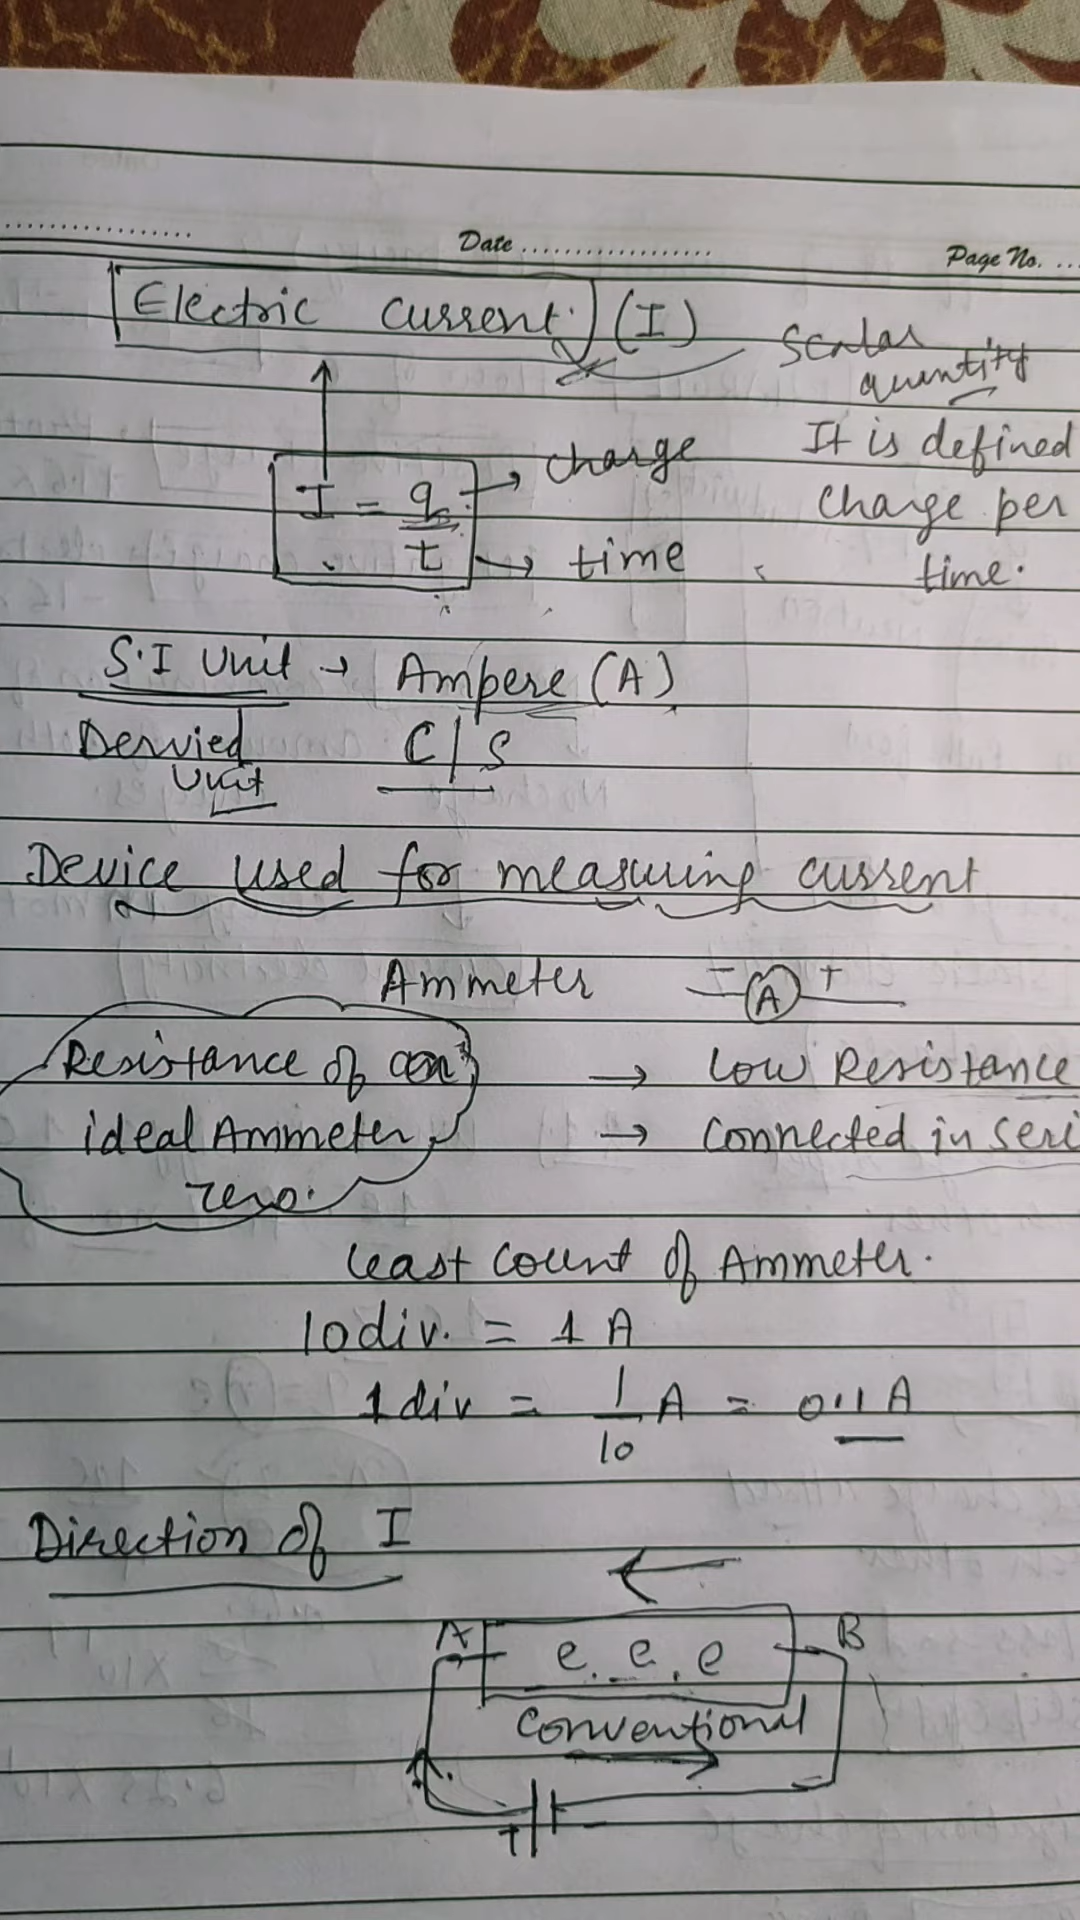 Date ..................
Page No. ...
Electric current (I)
Scalar
quantity
I = q/t
→ charge
→ time
It is defined
charge per
time.
S.I Unit → Ampere (A)
Dervied C/S
Unit
Device used for measuring current
Ammeter - (A) +
Resistance of an
ideal Ammeter
zero.
→ low Resistance
→ Connected in seri
least count of Ammeter.
10 div. = 1 A
1 div = 1/10 A = 0.1 A
Direction of I
←
A e e e B
Conventional
→
+ -